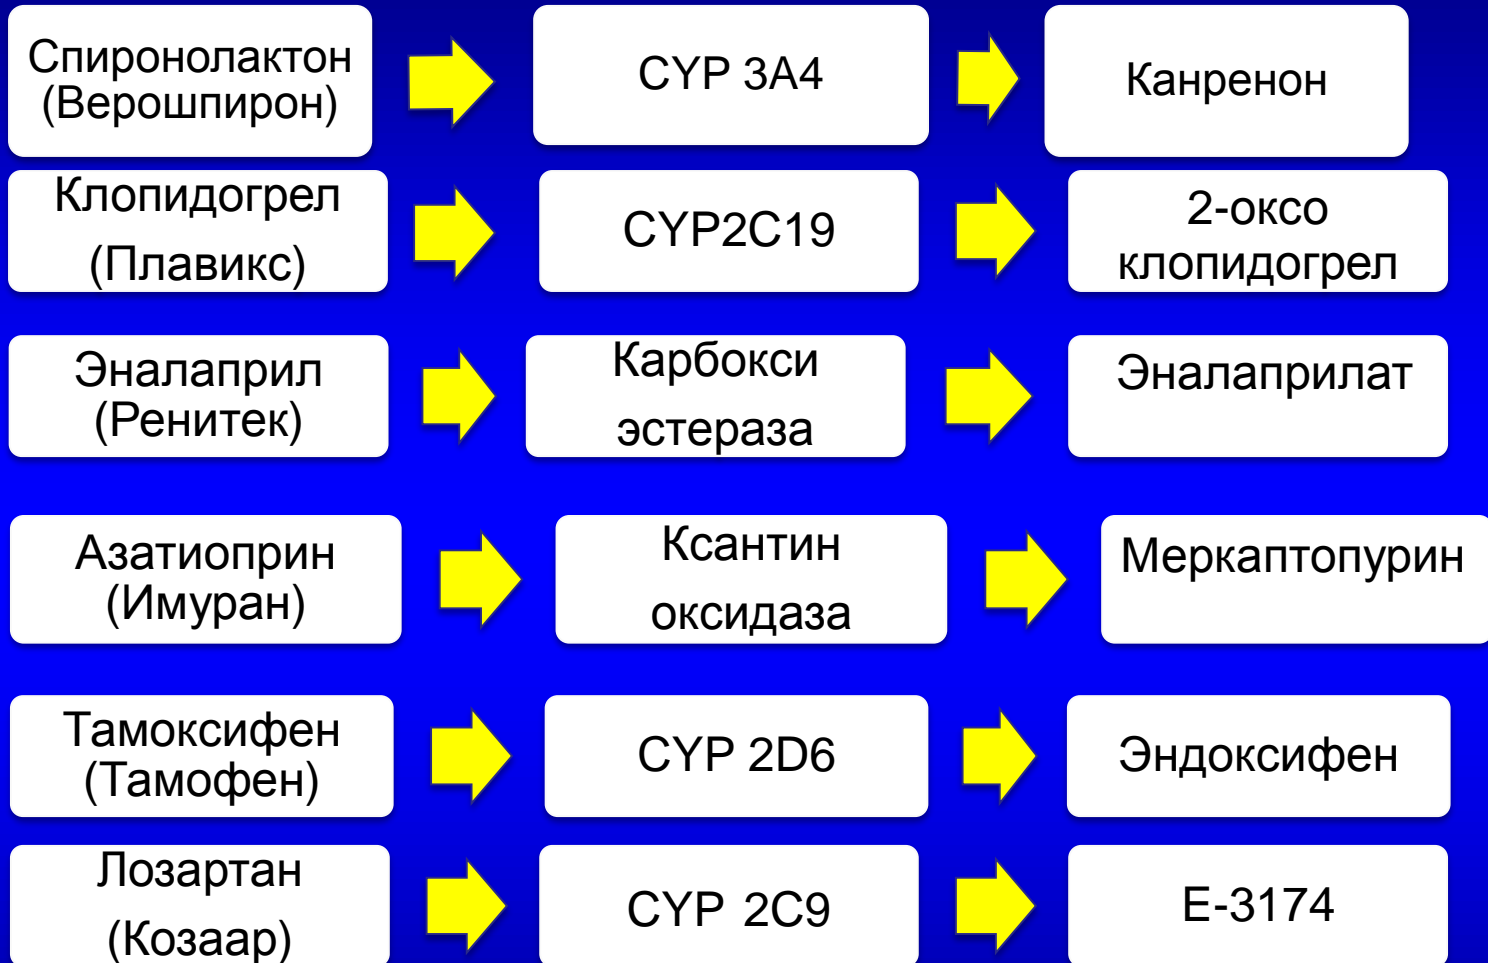 Спиронолактон
(Верошпирон)
CYP 3A4
Канренон
Клопидогрел
(Плавикс)
CYP2C19
2-оксо
клопидогрел
Эналаприл
(Ренитек)
Карбокси
эстераза
Эналаприлат
Азатиоприн
(Имуран)
Ксантин
оксидаза
Меркаптопурин
Тамоксифен
(Тамофен)
CYP 2D6
Эндоксифен
Лозартан
(Козаар)
CYP 2C9
Е-3174